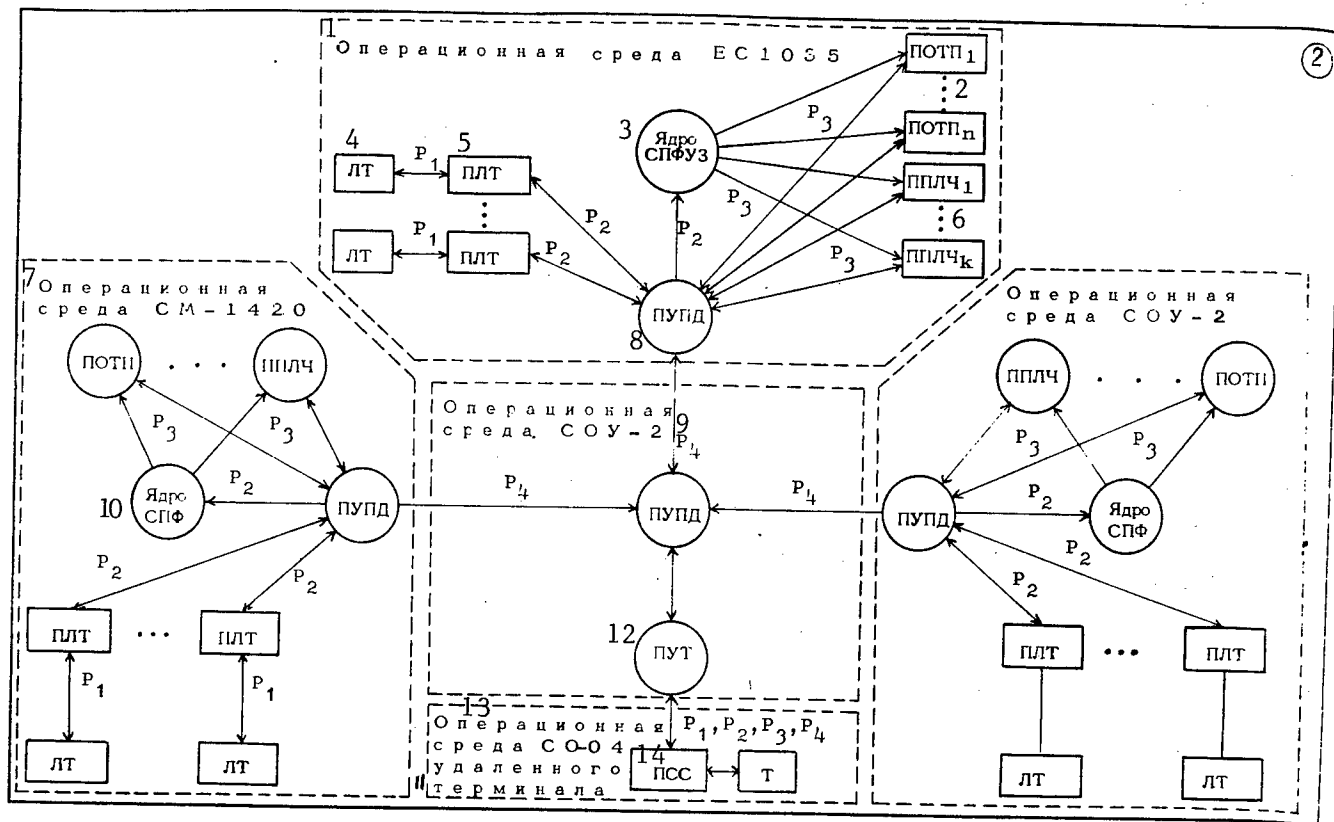 1
Операционная среда ЕС1035
2
ПОТП1
2
3
P3
Ядро
СПФУЗ
ПОТПn
4
P1
5
ЛТ
ПЛТ
ППЛЧ1
P3
6
P2
P1
P2
P2
ЛТ
ПЛТ
P3
ППЛЧk
ПУПД
8
7
Операционная
среда СМ-1420
ПОТП
ППЛЧ
P3
P3
Ядро
СПФ
10
P2
ПУПД
P4
P2
P2
ПЛТ
ПЛТ
P1
P1
ЛТ
ЛТ
Операционная
среда СОУ-2
9
P4
ПУПД
12
ПУТ
P4
Операционная
среда СОУ-2
ППЛЧ
ПОТП
P3
P3
ПУПД
P2
Ядро
СПФ
P2
P2
ПЛТ
ПЛТ
ЛТ
ЛТ
13
Операционная
среда СО-04
удаленного
терминала
P1, P2, P3, P4
14
ПСС
Т
11